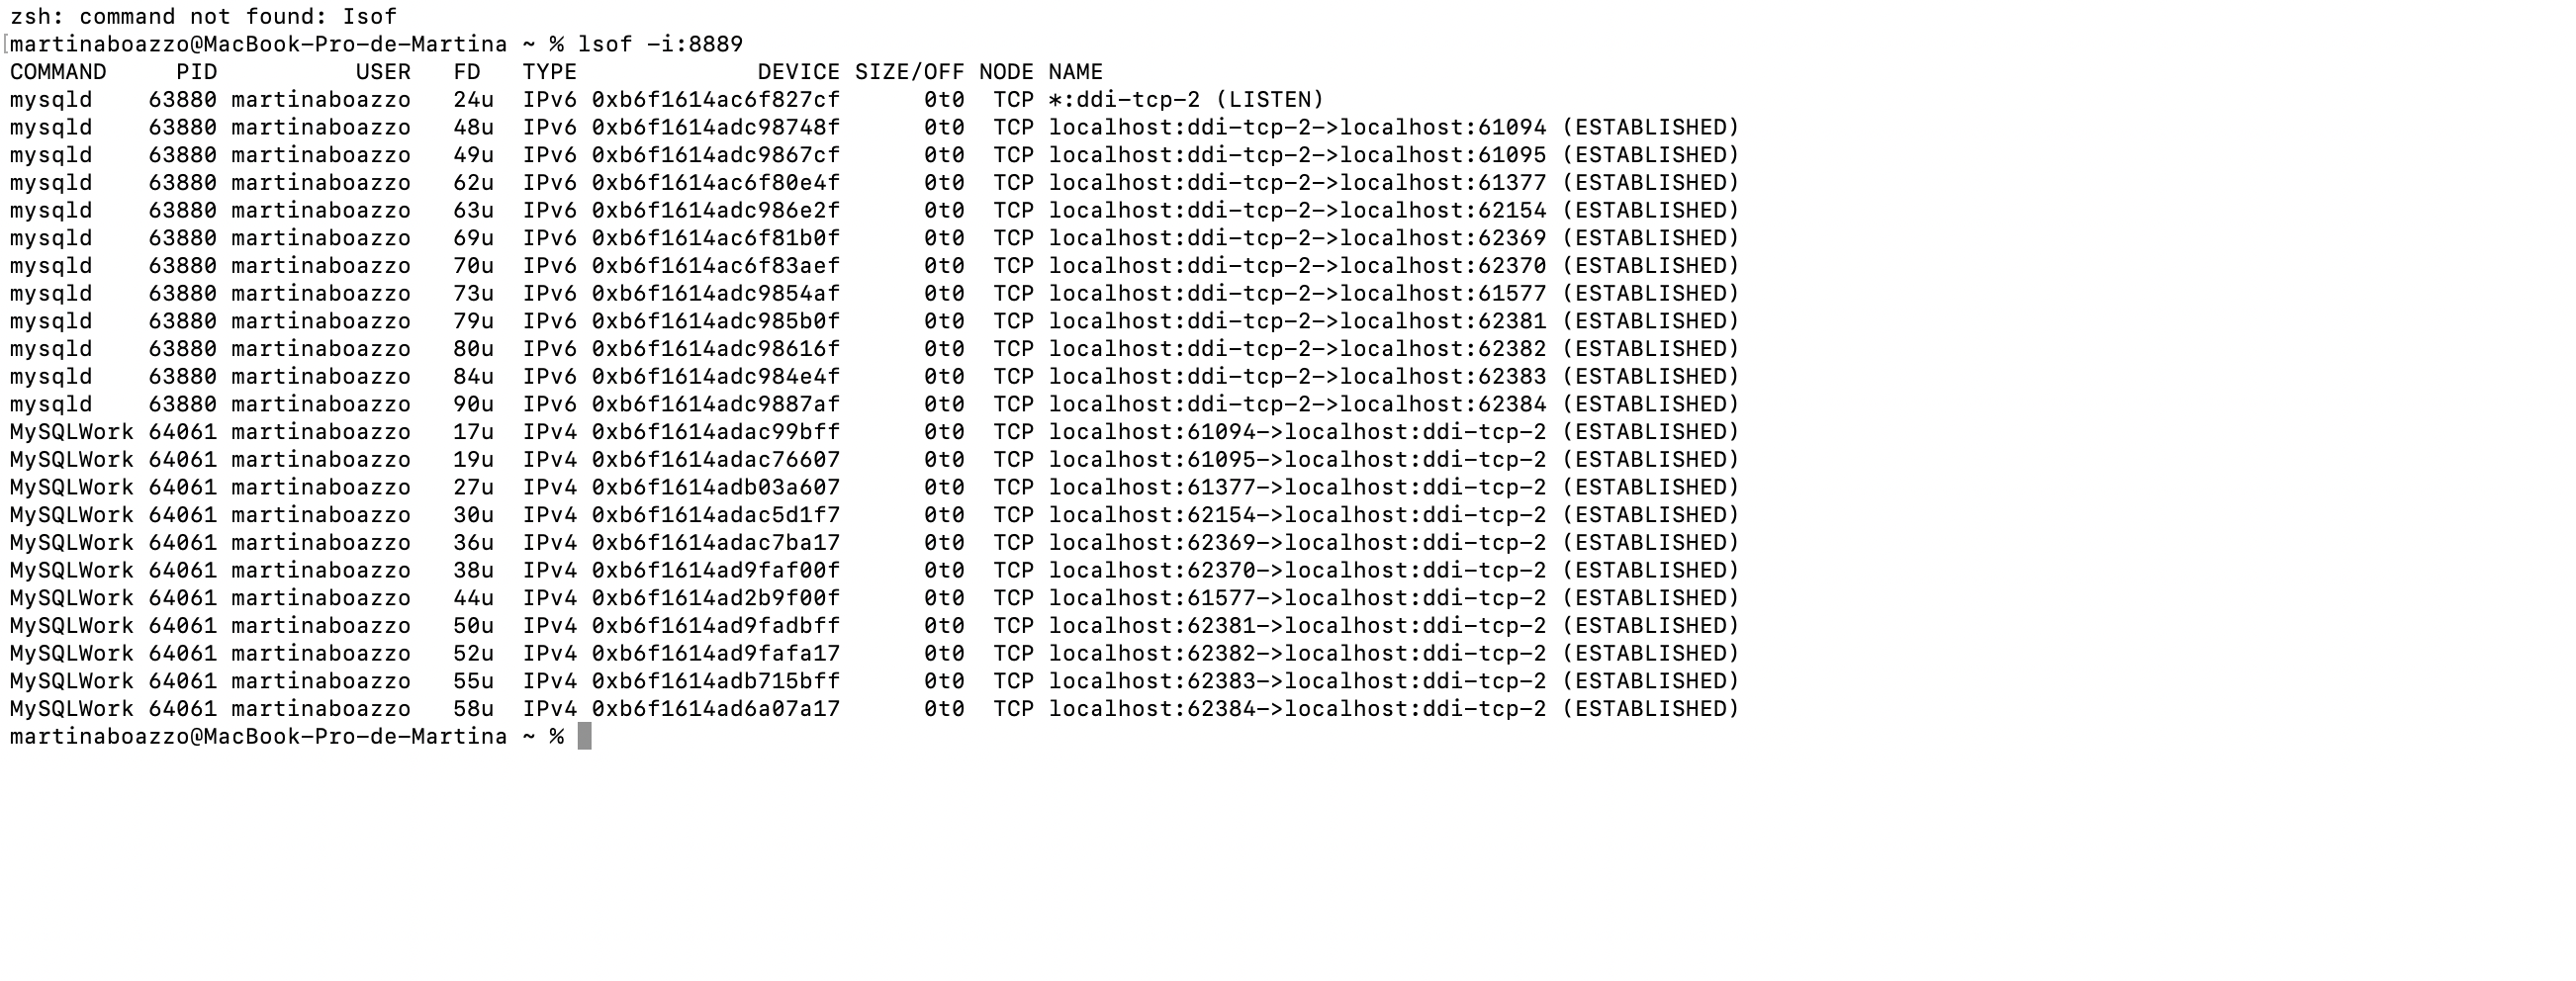 zsh: command not found: Isof
[martinaboazzo@MacBook-Pro-de-Martina ~ % lsof -i:8889
COMMAND     PID          USER   FD   TYPE             DEVICE SIZE/OFF NODE NAME
mysqld    63880 martinaboazzo   24u  IPv6 0xb6f1614ac6f827cf      0t0  TCP *:ddi-tcp-2 (LISTEN)
mysqld    63880 martinaboazzo   48u  IPv6 0xb6f1614adc98748f      0t0  TCP localhost:ddi-tcp-2->localhost:61094 (ESTABLISHED)
mysqld    63880 martinaboazzo   49u  IPv6 0xb6f1614adc9867cf      0t0  TCP localhost:ddi-tcp-2->localhost:61095 (ESTABLISHED)
mysqld    63880 martinaboazzo   62u  IPv6 0xb6f1614ac6f80e4f      0t0  TCP localhost:ddi-tcp-2->localhost:61377 (ESTABLISHED)
mysqld    63880 martinaboazzo   63u  IPv6 0xb6f1614adc986e2f      0t0  TCP localhost:ddi-tcp-2->localhost:62154 (ESTABLISHED)
mysqld    63880 martinaboazzo   69u  IPv6 0xb6f1614ac6f81b0f      0t0  TCP localhost:ddi-tcp-2->localhost:62369 (ESTABLISHED)
mysqld    63880 martinaboazzo   70u  IPv6 0xb6f1614ac6f83aef      0t0  TCP localhost:ddi-tcp-2->localhost:62370 (ESTABLISHED)
mysqld    63880 martinaboazzo   73u  IPv6 0xb6f1614adc9854af      0t0  TCP localhost:ddi-tcp-2->localhost:61577 (ESTABLISHED)
mysqld    63880 martinaboazzo   79u  IPv6 0xb6f1614adc985b0f      0t0  TCP localhost:ddi-tcp-2->localhost:62381 (ESTABLISHED)
mysqld    63880 martinaboazzo   80u  IPv6 0xb6f1614adc98616f      0t0  TCP localhost:ddi-tcp-2->localhost:62382 (ESTABLISHED)
mysqld    63880 martinaboazzo   84u  IPv6 0xb6f1614adc984e4f      0t0  TCP localhost:ddi-tcp-2->localhost:62383 (ESTABLISHED)
mysqld    63880 martinaboazzo   90u  IPv6 0xb6f1614adc9887af      0t0  TCP localhost:ddi-tcp-2->localhost:62384 (ESTABLISHED)
MySQLWork 64061 martinaboazzo   17u  IPv4 0xb6f1614adac99bff      0t0  TCP localhost:61094->localhost:ddi-tcp-2 (ESTABLISHED)
MySQLWork 64061 martinaboazzo   19u  IPv4 0xb6f1614adac76607      0t0  TCP localhost:61095->localhost:ddi-tcp-2 (ESTABLISHED)
MySQLWork 64061 martinaboazzo   27u  IPv4 0xb6f1614adb03a607      0t0  TCP localhost:61377->localhost:ddi-tcp-2 (ESTABLISHED)
MySQLWork 64061 martinaboazzo   30u  IPv4 0xb6f1614adac5d1f7      0t0  TCP localhost:62154->localhost:ddi-tcp-2 (ESTABLISHED)
MySQLWork 64061 martinaboazzo   36u  IPv4 0xb6f1614adac7ba17      0t0  TCP localhost:62369->localhost:ddi-tcp-2 (ESTABLISHED)
MySQLWork 64061 martinaboazzo   38u  IPv4 0xb6f1614ad9faf00f      0t0  TCP localhost:62370->localhost:ddi-tcp-2 (ESTABLISHED)
MySQLWork 64061 martinaboazzo   44u  IPv4 0xb6f1614ad2b9f00f      0t0  TCP localhost:61577->localhost:ddi-tcp-2 (ESTABLISHED)
MySQLWork 64061 martinaboazzo   50u  IPv4 0xb6f1614ad9fadbff      0t0  TCP localhost:62381->localhost:ddi-tcp-2 (ESTABLISHED)
MySQLWork 64061 martinaboazzo   52u  IPv4 0xb6f1614ad9fafa17      0t0  TCP localhost:62382->localhost:ddi-tcp-2 (ESTABLISHED)
MySQLWork 64061 martinaboazzo   55u  IPv4 0xb6f1614adb715bff      0t0  TCP localhost:62383->localhost:ddi-tcp-2 (ESTABLISHED)
MySQLWork 64061 martinaboazzo   58u  IPv4 0xb6f1614ad6a07a17      0t0  TCP localhost:62384->localhost:ddi-tcp-2 (ESTABLISHED)
martinaboazzo@MacBook-Pro-de-Martina ~ %